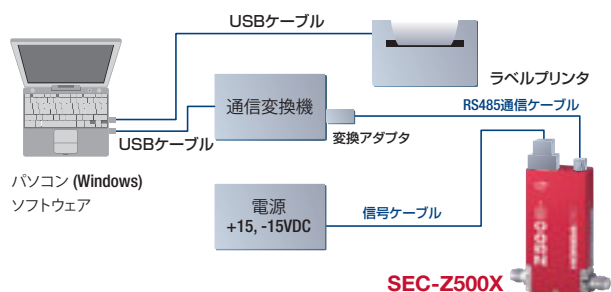 USBケーブル
ラベルプリンタ
通信変換機
RS485通信ケーブル
変換アダプタ
USBケーブル
パソコン (Windows)
ソフトウェア
電源
+15, -15VDC
信号ケーブル
SEC-Z500X